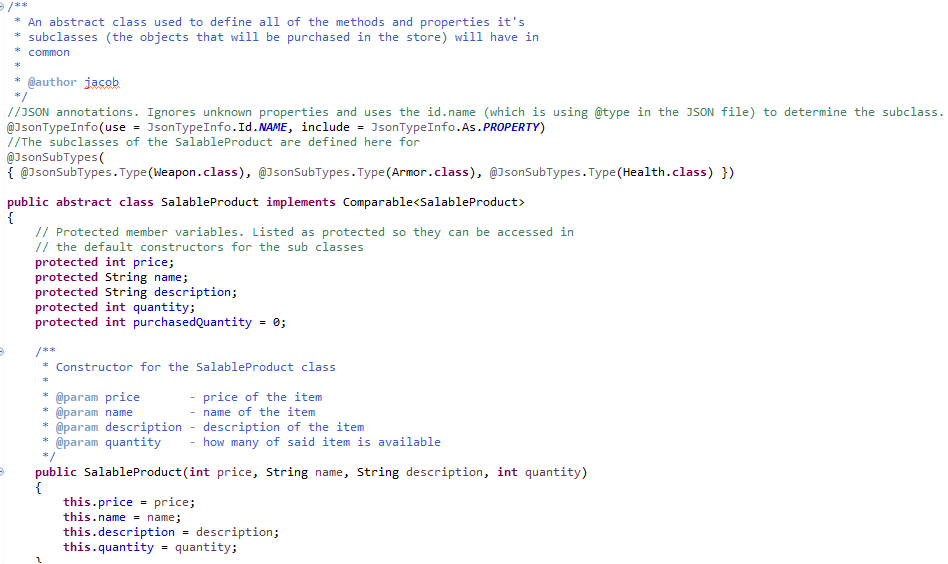 /**
 * An abstract class used to define all of the methods and properties it's
 * subclasses (the objects that will be purchased in the store) will have in
 * common
 *
 * @author jacob
 */
//JSON annotations. Ignores unknown properties and uses the id.name (which is using @type in the JSON file) to determine the subclass.
@JsonTypeInfo(use = JsonTypeInfo.Id.NAME, include = JsonTypeInfo.As.PROPERTY)
//The subclasses of the SalableProduct are defined here for
@JsonSubTypes(
{ @JsonSubTypes.Type(Weapon.class), @JsonSubTypes.Type(Armor.class), @JsonSubTypes.Type(Health.class) })

public abstract class SalableProduct implements Comparable<SalableProduct>
{
    // Protected member variables. Listed as protected so they can be accessed in
    // the default constructors for the sub classes
    protected int price;
    protected String name;
    protected String description;
    protected int quantity;
    protected int purchasedQuantity = 0;

    /**
     * Constructor for the SalableProduct class
     *
     * @param price       - price of the item
     * @param name        - name of the item
     * @param description - description of the item
     * @param quantity    - how many of said item is available
     */
    public SalableProduct(int price, String name, String description, int quantity)
    {
        this.price = price;
        this.name = name;
        this.description = description;
        this.quantity = quantity;
    }